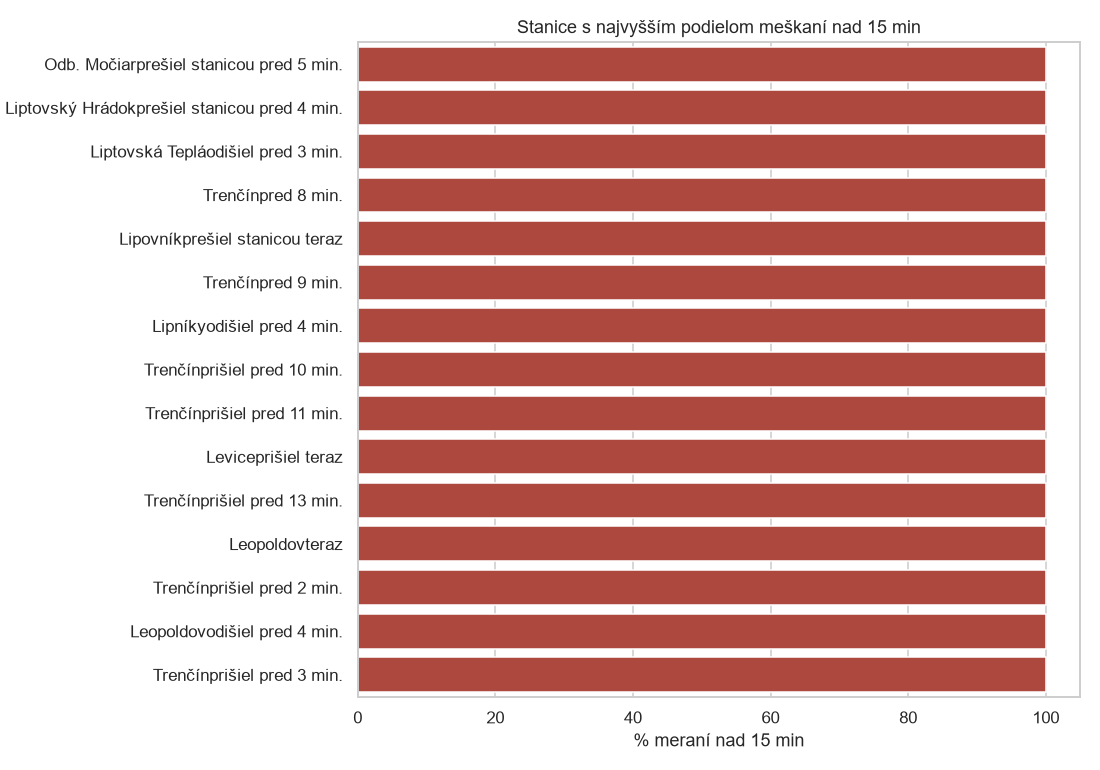 Stanice s najvyšším podielom meškaní nad 15 min
Odb. Močiarprešiel stanicou pred 5 min.
Liptovský Hrádokprešiel stanicou pred 4 min.
Liptovská Tepláodišiel pred 3 min.
Trenčínpred 8 min.
Lipovníkprešiel stanicou teraz
Trenčínpred 9 min.
Lipníkyodišiel pred 4 min.
Trenčínprišiel pred 10 min.
Trenčínprišiel pred 11 min.
Leviceprišiel teraz
Trenčínprišiel pred 13 min.
Leopoldovteraz
Trenčínprišiel pred 2 min.
Leopoldovodišiel pred 4 min.
Trenčínprišiel pred 3 min.
0 20 40 60 80 100
% meraní nad 15 min